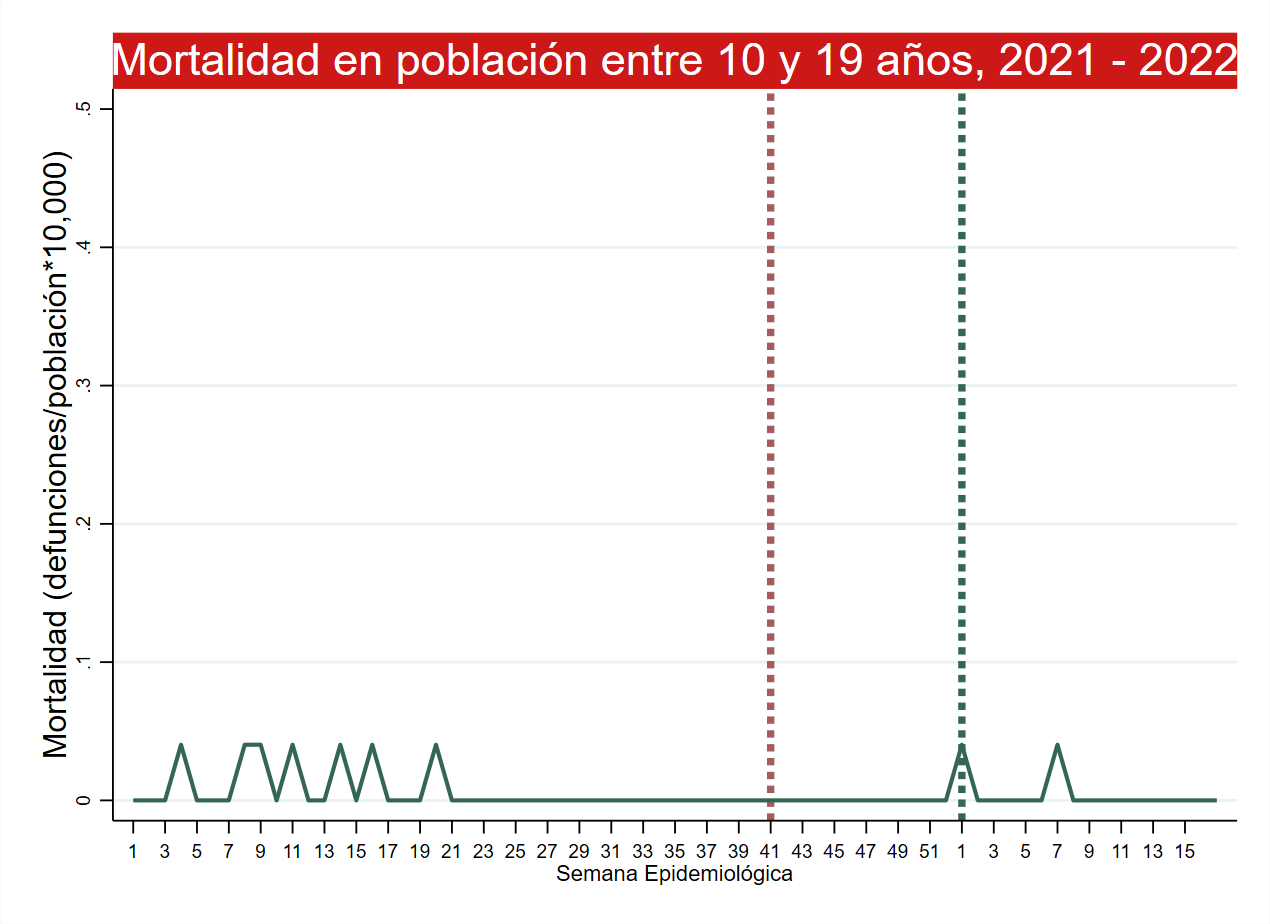 Mortalidad en población entre 10 y 19 años, 2021 - 2022
Mortalidad (defunciones/población*10,000)
.5
.4
.3
.2
.1
0
1 3 5 7 9 11 13 15 17 19 21 23 25 27 29 31 33 35 37 39 41 43 45 47 49 51 1 3 5 7 9 11 13 15
Semana Epidemiológica